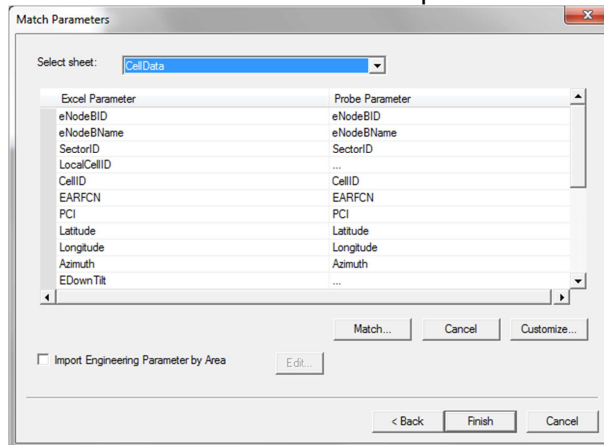 Match Parameters
Select sheet: CellData
Excel Parameter Probe Parameter
eNodeBID eNodeBID
eNodeBName eNodeBName
SectorID SectorID
LocalCellID ...
CellID CellID
EARFCN EARFCN
PCI PCI
Latitude Latitude
Longitude Longitude
Azimuth Azimuth
EDownTilt ...
Match... Cancel Customize...
Import Engineering Parameter by Area Edit...
< Back Finish Cancel